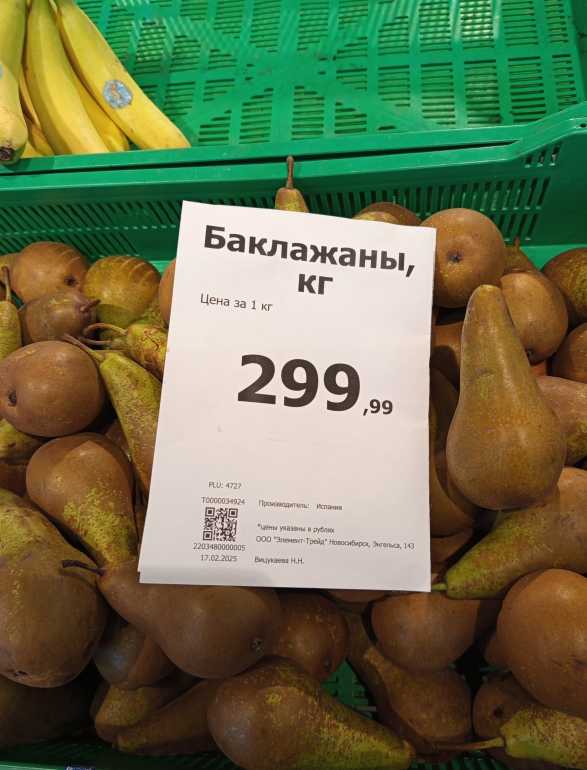 Баклажаны,
кг
Цена за 1 кг
299,99
PLU: 4727
T0000034924 Производитель: Испания
*цены указаны в рублях
ООО "Элемент-Трейд" Новосибирск, Энгельса, 143
2203480000005
17.02.2025 Вицукаева Н.Н.